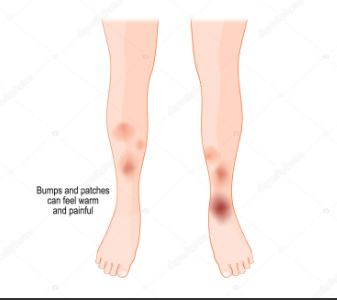 Bumps and patches
can feel warm
and painful